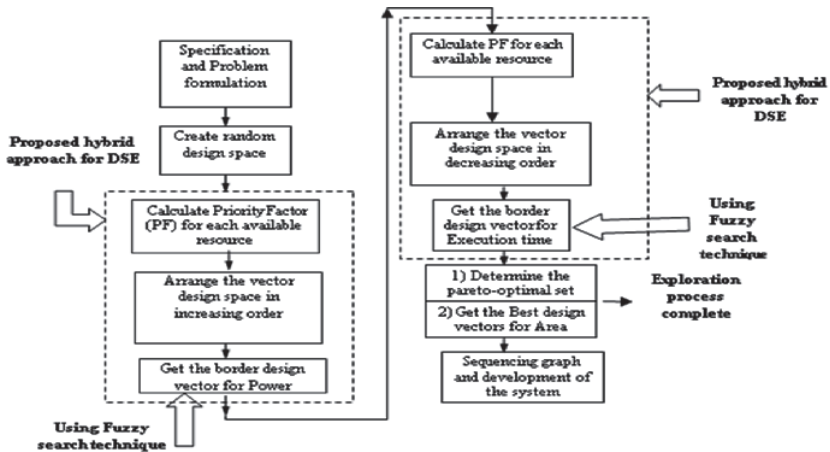 Specification
and Problem
formulation
Create random
design space
Proposed hybrid
approach for DSE
Calculate Priority Factor
(PF) for each available
resource
Arrange the vector
design space in
increasing order
Get the border design
vector for Power
Using Fuzzy
search technique
Calculate PF for each
available resource
Proposed hybrid
approach for
DSE
Arrange the vector
design space in
decreasing order
Get the border
design vectorfor
Execution time
Using
Fuzzy
search
technique
1) Determine the
pareto-optimal set
2) Get the Best design
vectors for Area
Exploration
process
complete
Sequencing graph
and development of
the system